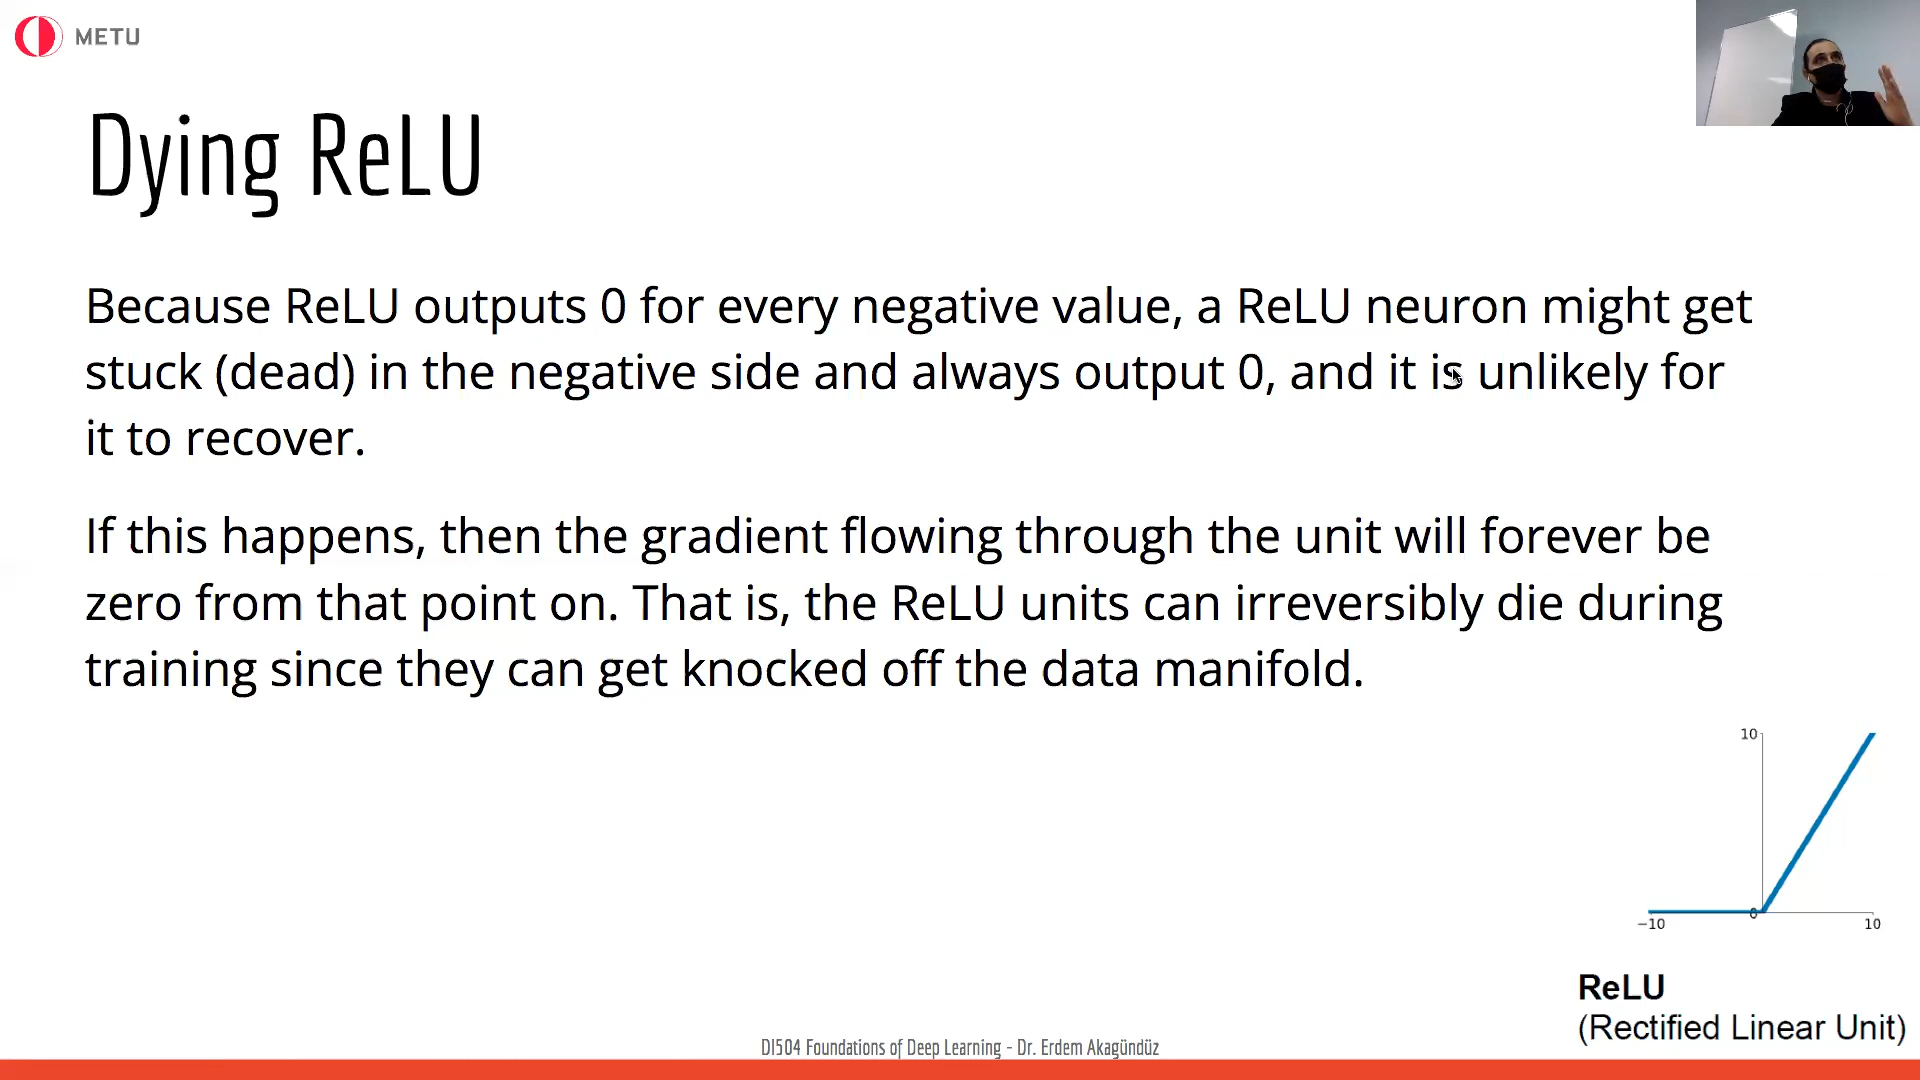 METU
Dying ReLU
Because ReLU outputs 0 for every negative value, a ReLU neuron might get
stuck (dead) in the negative side and always output 0, and it is unlikely for
it to recover.
If this happens, then the gradient flowing through the unit will forever be
zero from that point on. That is, the ReLU units can irreversibly die during
training since they can get knocked off the data manifold.
10
0
−10
10
ReLU
(Rectified Linear Unit)
DI504 Foundations of Deep Learning - Dr. Erdem Akagündüz